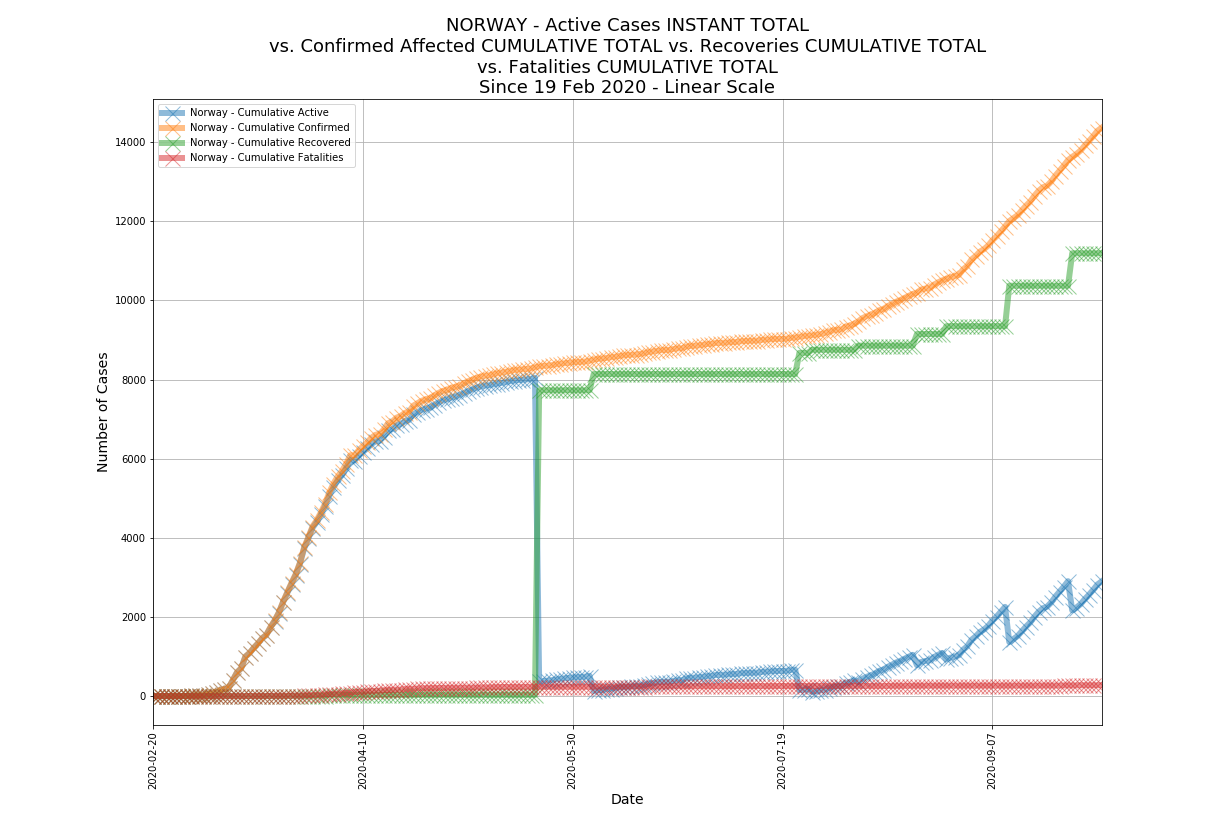 NORWAY - Active Cases INSTANT TOTAL
vs. Confirmed Affected CUMULATIVE TOTAL vs. Recoveries CUMULATIVE TOTAL
vs. Fatalities CUMULATIVE TOTAL
Since 19 Feb 2020 - Linear Scale
Norway - Cumulative Active
Norway - Cumulative Confirmed
Norway - Cumulative Recovered
Norway - Cumulative Fatalities
Number of Cases
14000
12000
10000
8000
6000
4000
2000
0
2020-02-20
2020-04-10
2020-05-30
2020-07-19
2020-09-07
Date